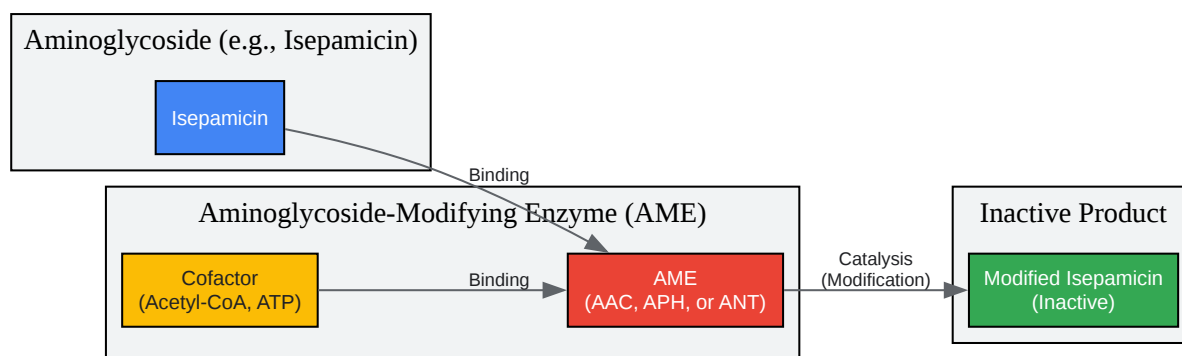 Aminoglycoside (e.g., Isepamicin)
Isepamicin
Binding
Aminoglycoside-Modifying Enzyme (AME)
Cofactor
(Acetyl-CoA, ATP)
Binding
AME
(AAC, APH, or ANT)
Catalysis
(Modification)
Inactive Product
Modified Isepamicin
(Inactive)